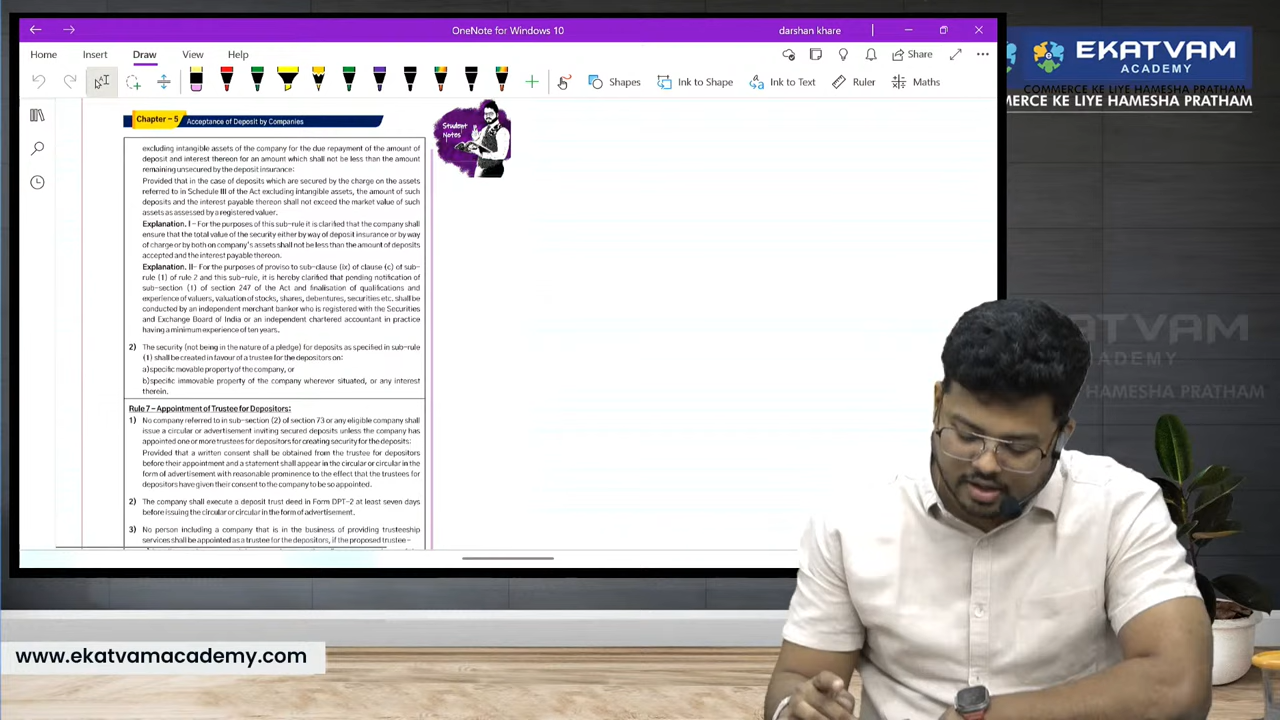 OneNote for Windows 10
darshan khare
Home Insert Draw View Help
Share
Shapes Ink to Shape Ink to Text Ruler Maths
EKATVAM
ACADEMY
COMMERCE KE LIYE HAMESHA PRATHAM
MERCE KE LIYE HAMESHA PRATHAM
Chapter – 5 Acceptance of Deposit by Companies
Student
Notes
excluding intangible assets of the company for the due repayment of the amount of
deposit and interest thereon for an amount which shall not be less than the amount
remaining unsecured by the deposit insurance:
Provided that in the case of deposits which are secured by the charge on the assets
referred to in Schedule III of the Act excluding intangible assets, the amount of such
deposits and the interest payable thereon shall not exceed the market value of such
assets as assessed by a registered valuer.
Explanation. I – For the purposes of this sub-rule it is clarified that the company shall
ensure that the total value of the security either by way of deposit insurance or by way
of charge or by both on company's assets shall not be less than the amount of deposits
accepted and the interest payable thereon.
Explanation. II– For the purposes of proviso to sub-clause (ix) of clause (c) of sub-
rule (1) of rule 2 and this sub-rule, it is hereby clarified that pending notification of
sub-section (1) of section 247 of the Act and finalisation of qualifications and
experience of valuers, valuation of stocks, shares, debentures, securities etc. shall be
conducted by an independent merchant banker who is registered with the Securities
and Exchange Board of India or an independent chartered accountant in practice
having a minimum experience of ten years.
2) The security (not being in the nature of a pledge) for deposits as specified in sub-rule
(1) shall be created in favour of a trustee for the depositors on:
a)specific movable property of the company, or
b)specific immovable property of the company wherever situated, or any interest
therein.
Rule 7 – Appointment of Trustee for Depositors:
1) No company referred to in sub-section (2) of section 73 or any eligible company shall
issue a circular or advertisement inviting secured deposits unless the company has
appointed one or more trustees for depositors for creating security for the deposits:
Provided that a written consent shall be obtained from the trustee for depositors
before their appointment and a statement shall appear in the circular or circular in the
form of advertisement with reasonable prominence to the effect that the trustees for
depositors have given their consent to the company to be so appointed.
2) The company shall execute a deposit trust deed in Form DPT-2 at least seven days
before issuing the circular or circular in the form of advertisement.
3) No person including a company that is in the business of providing trusteeship
services shall be appointed as a trustee for the depositors, if the proposed trustee–
EKATVAM
ACADEMY
IYE HAMESHA PRATHAM
www.ekatvamacademy.com